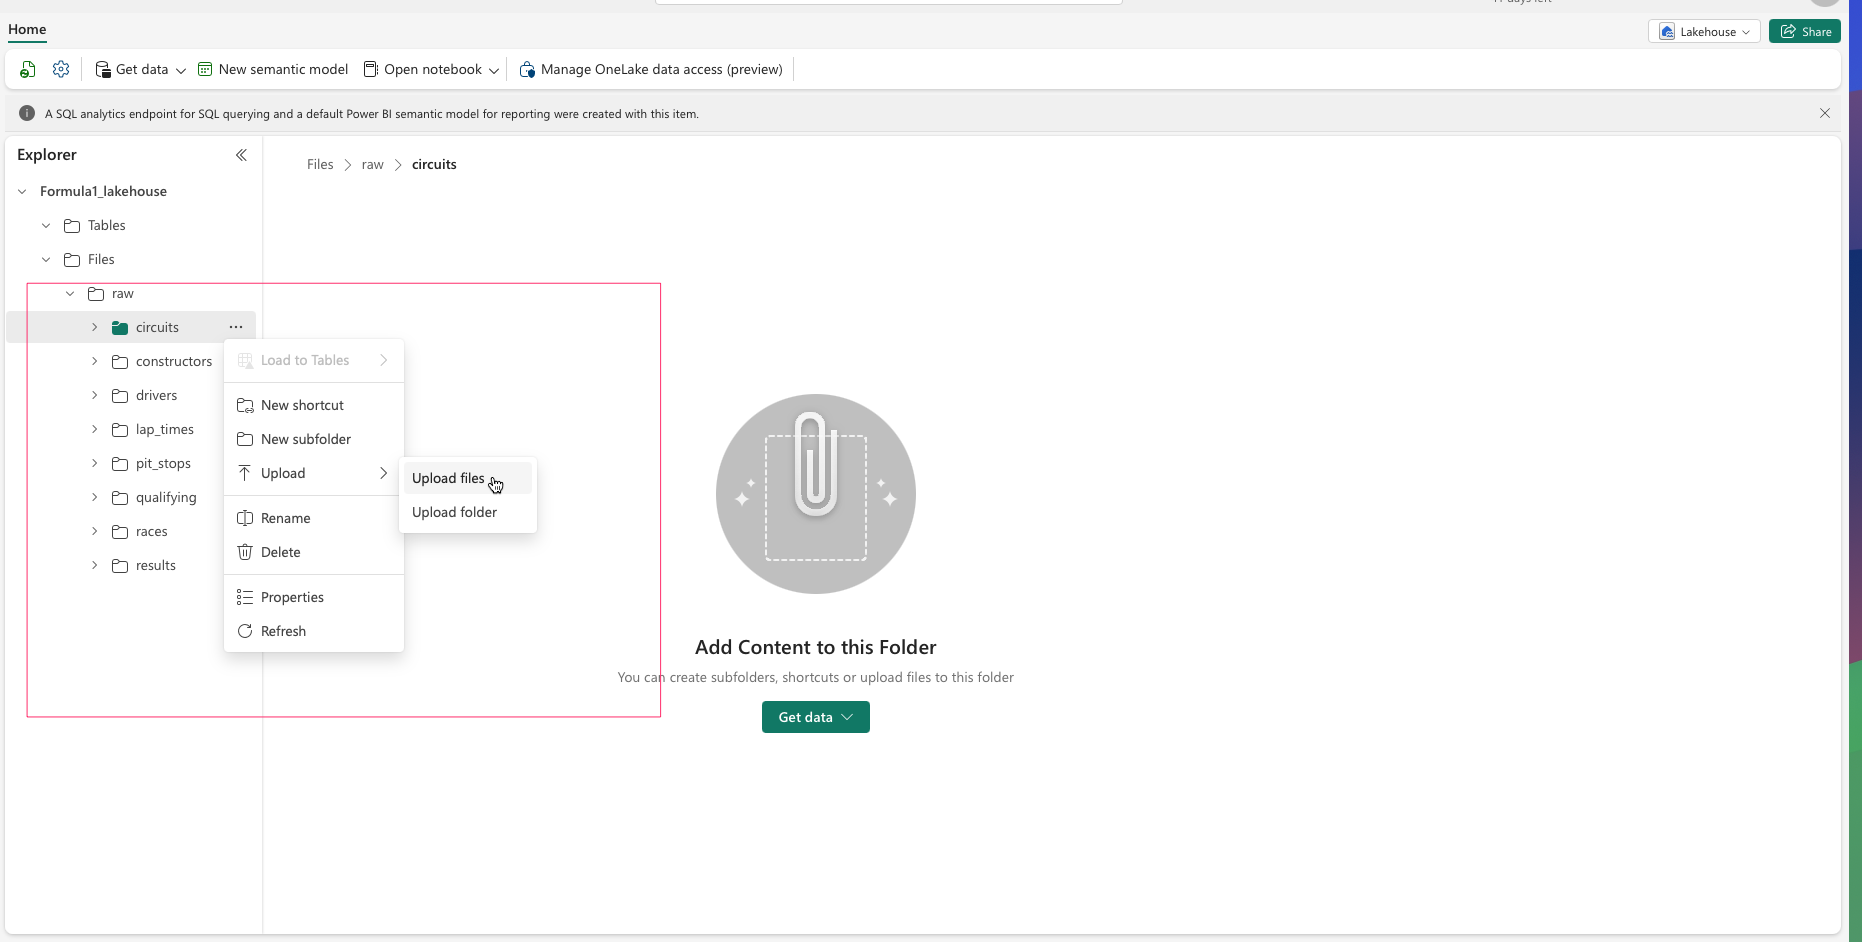 Home
Lakehouse
Share
Get data
New semantic model
Open notebook
Manage OneLake data access (preview)
A SQL analytics endpoint for SQL querying and a default Power BI semantic model for reporting were created with this item.
Explorer
Files > raw > circuits
Formula1_lakehouse
Tables
Files
raw
circuits ...
constructors
drivers
lap_times
pit_stops
qualifying
races
results
Load to Tables
New shortcut
New subfolder
Upload
Rename
Delete
Properties
Refresh
Upload files
Upload folder
Add Content to this Folder
You can create subfolders, shortcuts or upload files to this folder
Get data